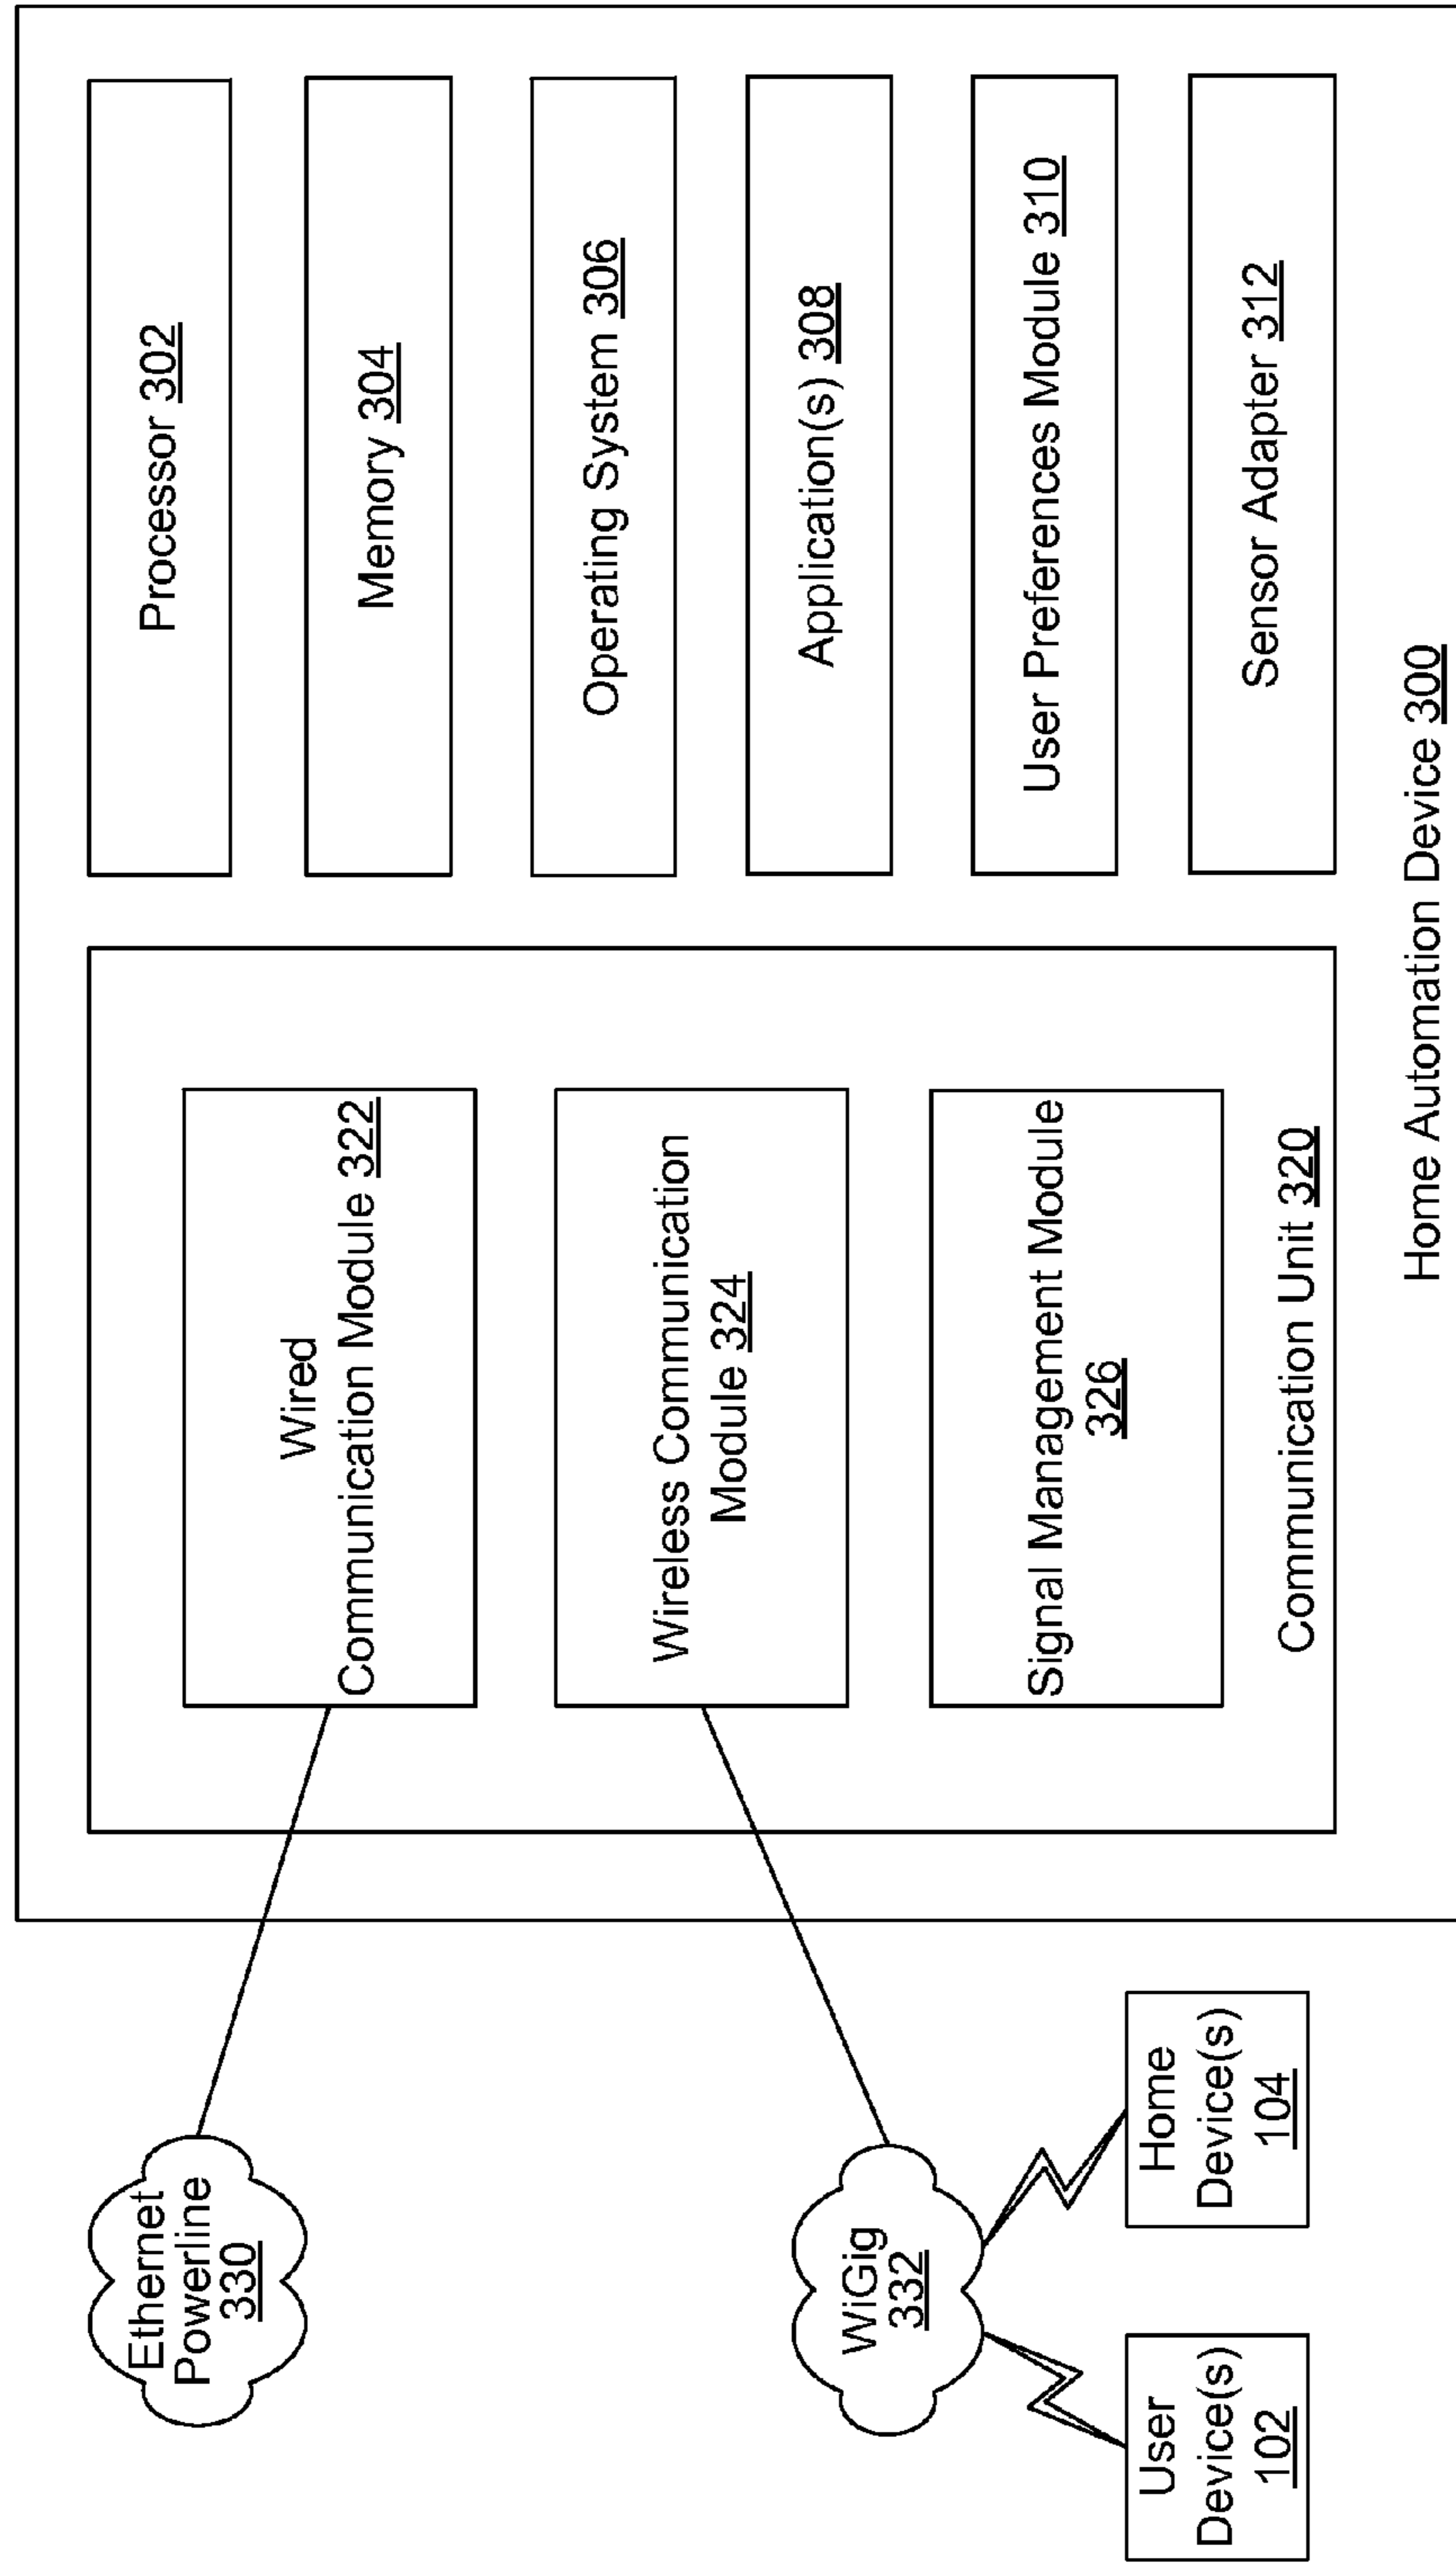 Ethernet
Powerline
330
WiGig
332
User
Device(s)
102
Home
Device(s)
104
Wired
Communication Module 322
Wireless Communication
Module 324
Signal Management Module
326
Communication Unit 320
Processor 302
Memory 304
Operating System 306
Application(s) 308
User Preferences Module 310
Sensor Adapter 312
Home Automation Device 300